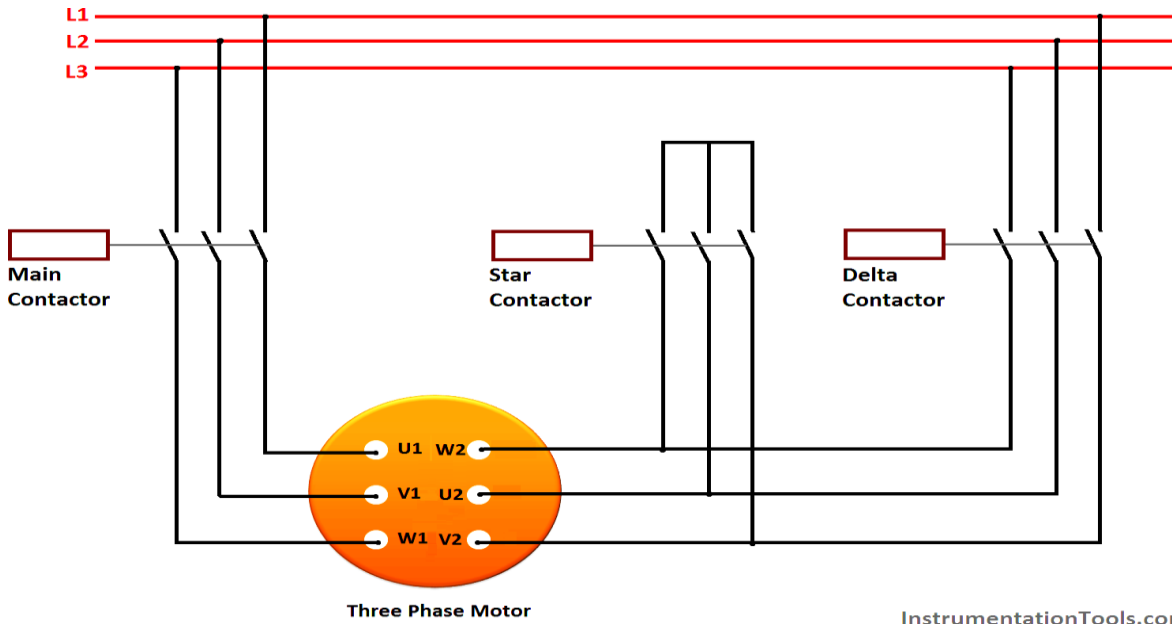 L1
L2
L3
Main
Contactor
Star
Contactor
Delta
Contactor
U1 W2
V1 U2
W1 V2
Three Phase Motor
InstrumentationTools.com